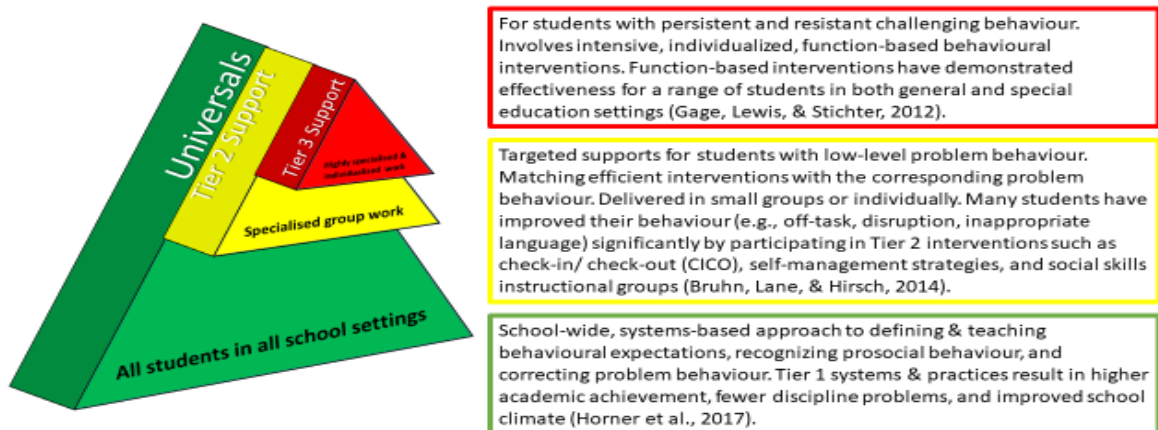 Universals
Tier 2 Support
Tier 3 Support
Highly specialised &
individualized work
Specialised group work
All students in all school settings
For students with persistent and resistant challenging behaviour.
Involves intensive, individualized, function-based behavioural
interventions. Function-based interventions have demonstrated
effectiveness for a range of students in both general and special
education settings (Gage, Lewis, & Stichter, 2012).
Targeted supports for students with low-level problem behaviour.
Matching efficient interventions with the corresponding problem
behaviour. Delivered in small groups or individually. Many students have
improved their behaviour (e.g., off-task, disruption, inappropriate
language) significantly by participating in Tier 2 interventions such as
check-in/ check-out (CICO), self-management strategies, and social skills
instructional groups (Bruhn, Lane, & Hirsch, 2014).
School-wide, systems-based approach to defining & teaching
behavioural expectations, recognizing prosocial behaviour, and
correcting problem behaviour. Tier 1 systems & practices result in higher
academic achievement, fewer discipline problems, and improved school
climate (Horner et al., 2017).